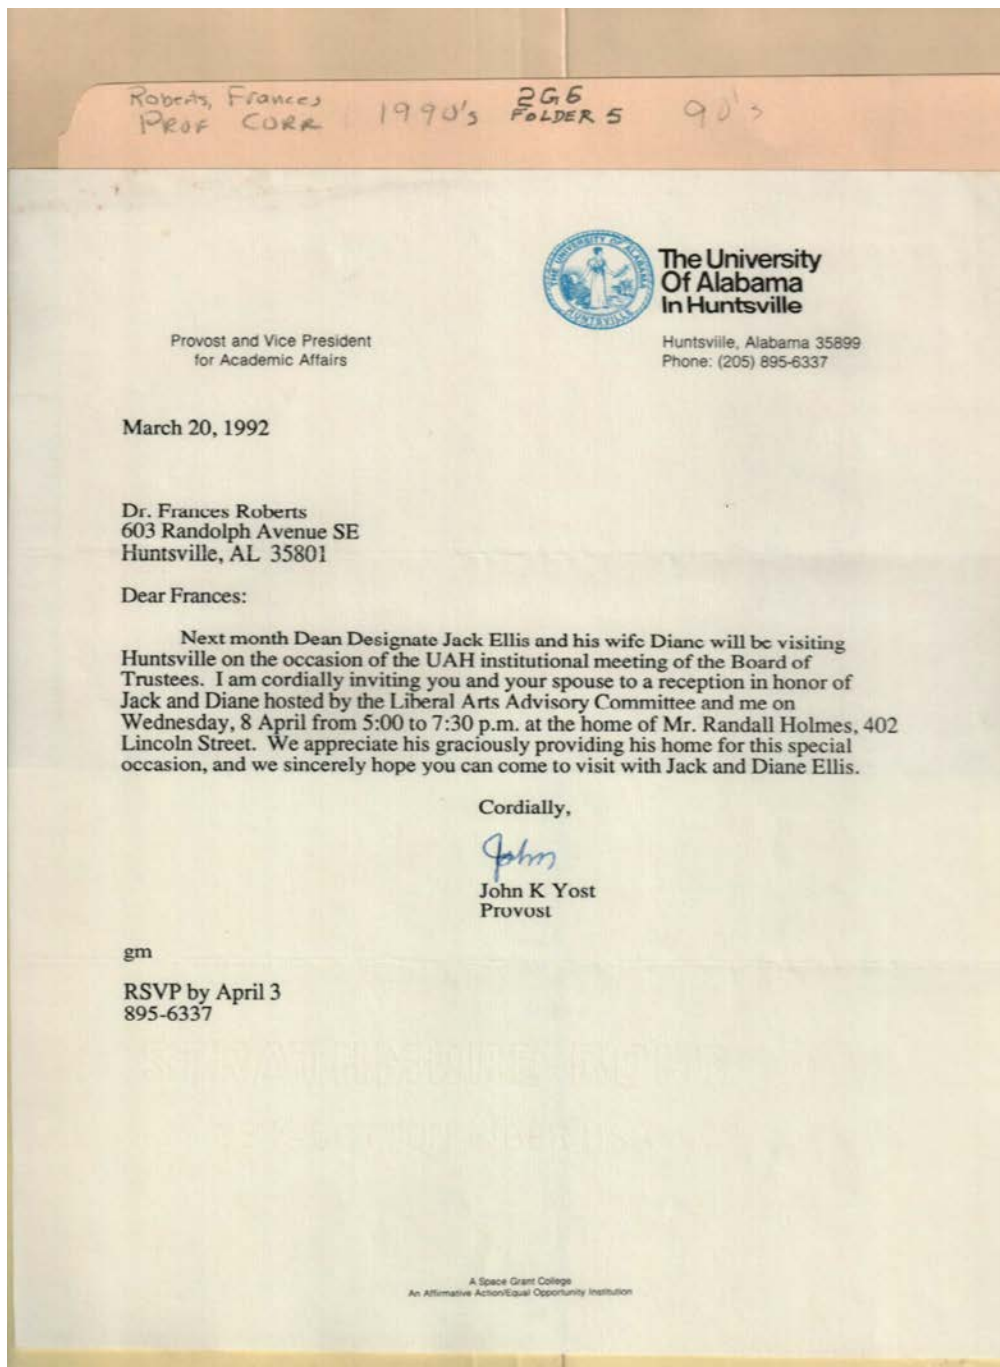 Roberts, Frances 1990's 2G6 90's
PROF CORR FOLDER 5
THE UNIVERSITY OF ALABAMA
HUNTSVILLE
The University
Of Alabama
In Huntsville
Provost and Vice President
for Academic Affairs
Huntsville, Alabama 35899
Phone: (205) 895-6337
March 20, 1992
Dr. Frances Roberts
603 Randolph Avenue SE
Huntsville, AL 35801
Dear Frances:
Next month Dean Designate Jack Ellis and his wife Diane will be visiting
Huntsville on the occasion of the UAH institutional meeting of the Board of
Trustees. I am cordially inviting you and your spouse to a reception in honor of
Jack and Diane hosted by the Liberal Arts Advisory Committee and me on
Wednesday, 8 April from 5:00 to 7:30 p.m. at the home of Mr. Randall Holmes, 402
Lincoln Street. We appreciate his graciously providing his home for this special
occasion, and we sincerely hope you can come to visit with Jack and Diane Ellis.
Cordially,
John
John K Yost
Provost
gm
RSVP by April 3
895-6337
A Space Grant College
An Affirmative Action/Equal Opportunity Institution